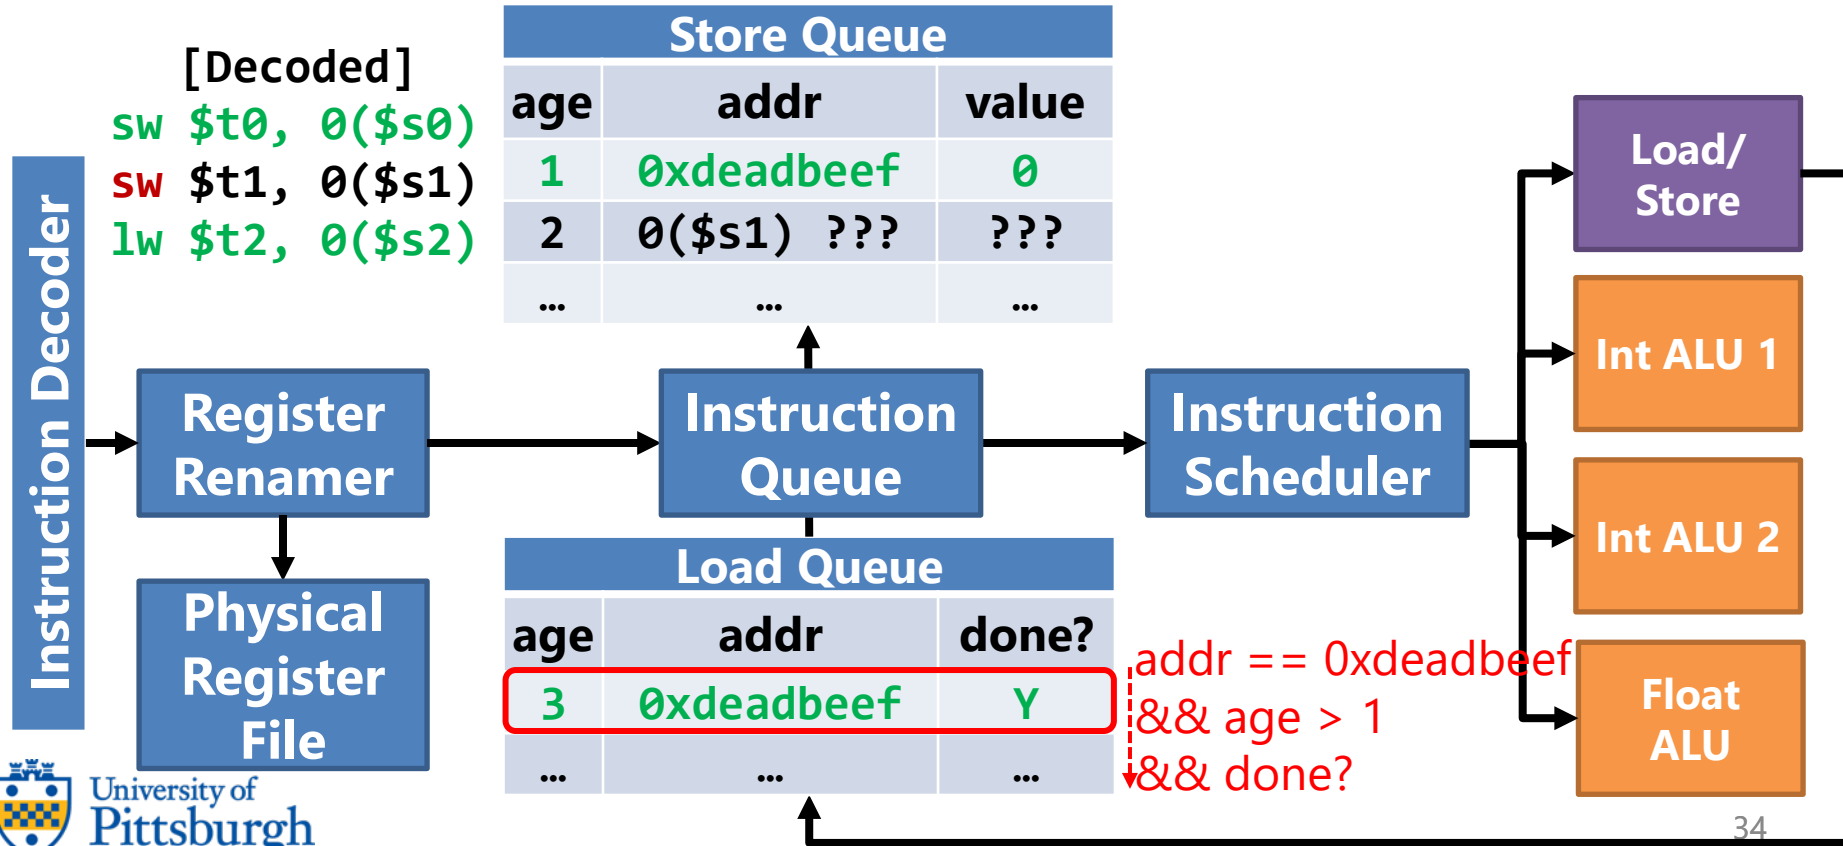 [Decoded]
sw $t0, 0($s0)
sw $t1, 0($s1)
lw $t2, 0($s2)
Store Queue
age addr value
1 0xdeadbeef 0
2 0($s1) ??? ???
… … …
Instruction Decoder
Register
Renamer
Physical
Register
File
Instruction
Queue
Instruction
Scheduler
Load Queue
age addr done?
3 0xdeadbeef Y
… … …
addr == 0xdeadbeef
&& age > 1
&& done?
Load/
Store
Int ALU 1
Int ALU 2
Float
ALU
University of
Pittsburgh
34